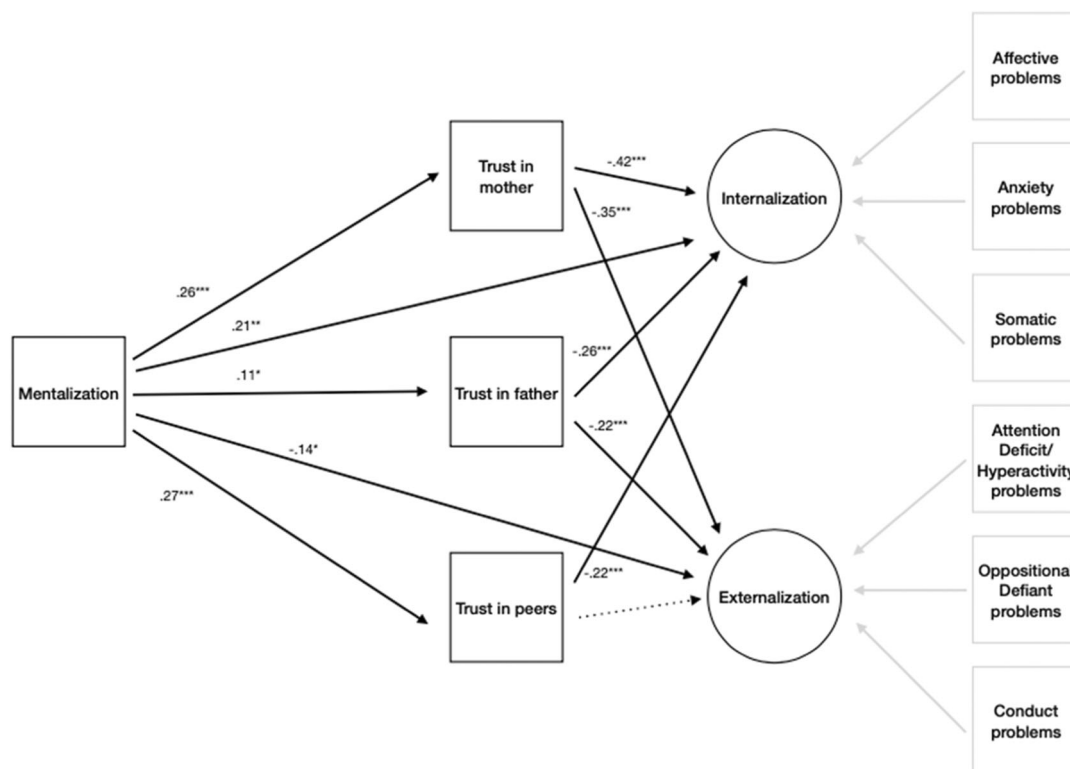 Affective
problems
Trust in
mother
-.42***
Internalization
Anxiety
problems
-.35***
.26***
.21**
Somatic
problems
Mentalization
.11*
Trust in father
-.26***
-.22***
-.14*
Attention
Deficit/
Hyperactivity
problems
.27***
Trust in peers
-.22***
Externalization
Oppositional
Defiant
problems
Conduct
problems